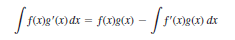 ∫ f(x)g′(x) dx = f(x)g(x) − ∫ f′(x)g(x) dx